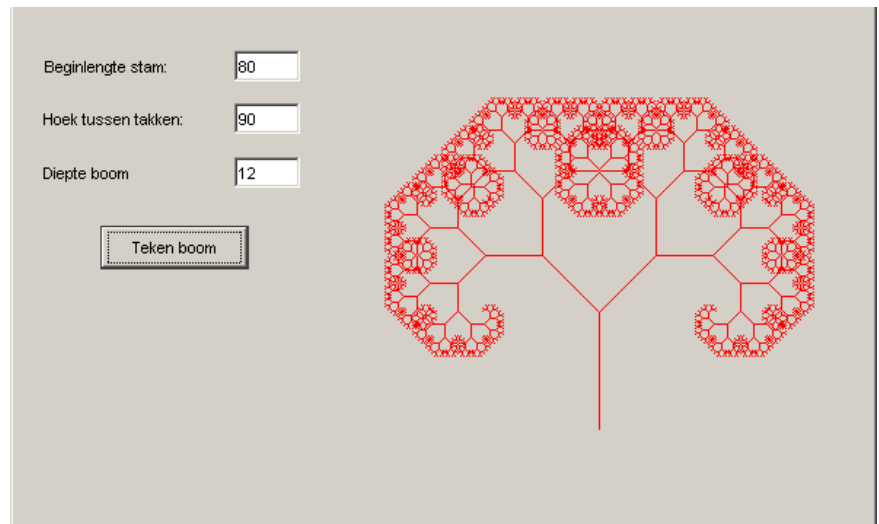 Beginlengte stam: 80
Hoek tussen takken: 90
Diepte boom 12
Teken boom